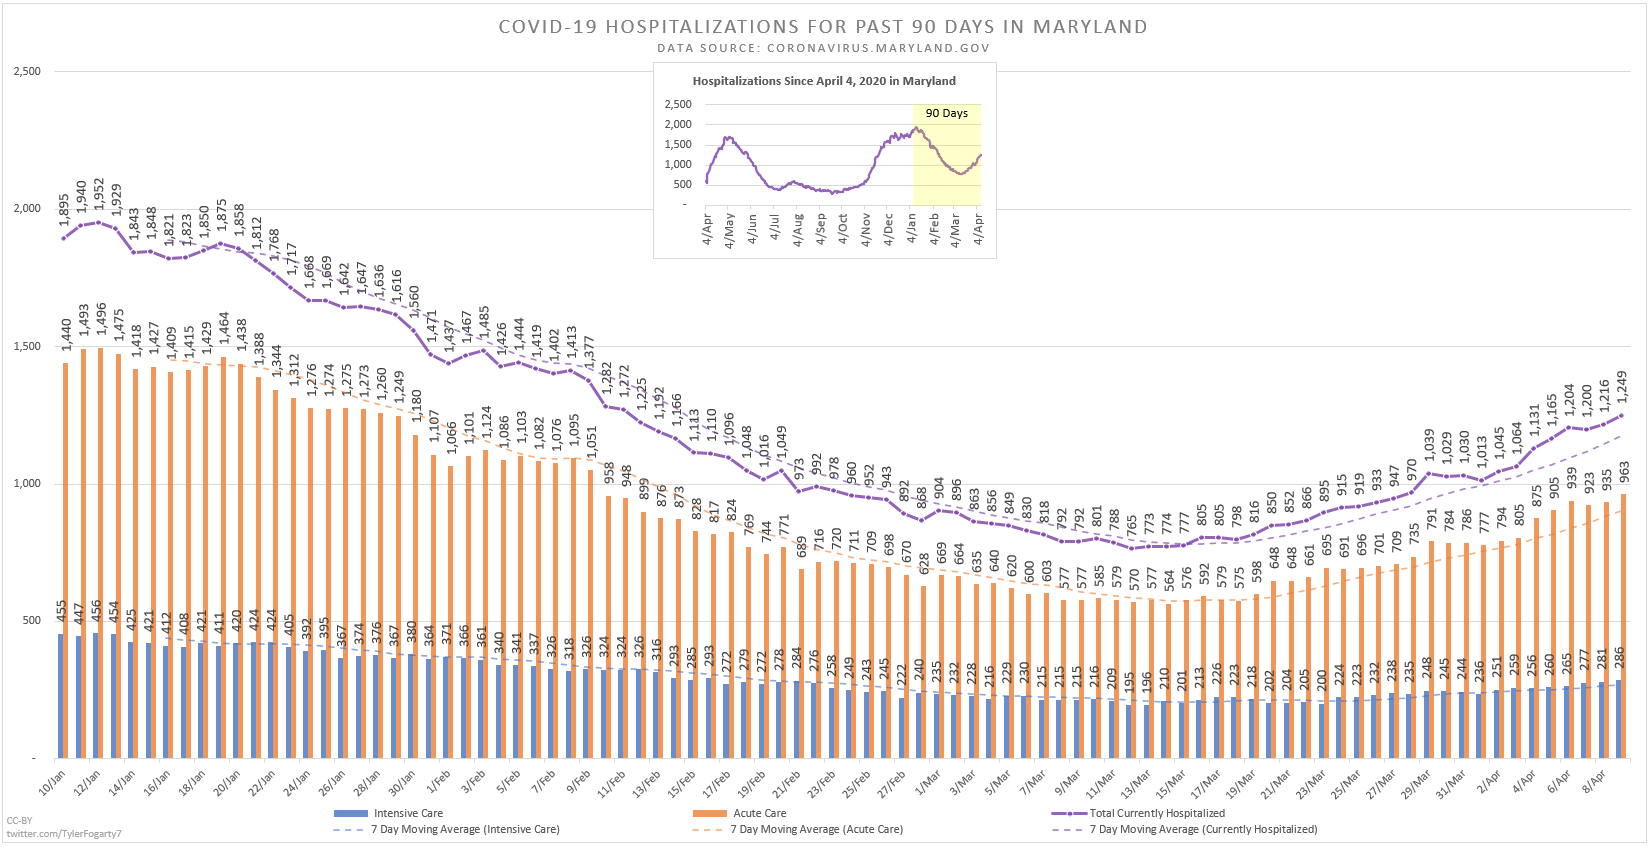 COVID-19 HOSPITALIZATIONS FOR PAST 90 DAYS IN MARYLAND
DATA SOURCE: CORONAVIRUS.MARYLAND.GOV
Hospitalizations Since April 4, 2020 in Maryland
90 Days
2,500
2,000
1,500
1,000
500
-
4/Apr 4/May 4/Jun 4/Jul 4/Aug 4/Sep 4/Oct 4/Nov 4/Dec 4/Jan 4/Feb 4/Mar 4/Apr
2,500
2,000
1,500
1,000
500
-
1,895 1,940 1,952 1,929 1,843 1,848 1,821 1,823 1,850 1,875 1,858 1,812 1,768 1,717 1,668 1,669 1,642 1,647 1,636 1,616 1,560 1,471 1,437 1,467 1,485 1,426 1,444 1,419 1,402 1,413 1,377 1,282 1,272 1,225 1,192 1,166 1,113 1,110 1,096 1,048 1,016 1,049 973 992 978 960 952 943 892 868 904 896 863 856 849 830 818 792 792 801 788 765 773 774 777 805 805 798 816 850 852 866 895 915 919 933 947 970 1,039 1,029 1,030 1,013 1,045 1,064 1,131 1,165 1,204 1,200 1,216 1,249
1,440 1,493 1,496 1,475 1,418 1,427 1,409 1,415 1,429 1,464 1,438 1,388 1,344 1,312 1,276 1,274 1,275 1,273 1,260 1,249 1,180 1,107 1,066 1,101 1,124 1,086 1,103 1,082 1,076 1,095 1,051 958 948 899 876 873 828 817 824 769 744 771 689 716 720 711 709 698 670 628 669 664 635 640 620 600 603 577 577 585 579 570 577 564 576 592 579 575 598 648 648 661 695 691 696 701 709 735 791 784 786 777 794 805 875 905 939 923 935 963
455 447 456 454 425 421 412 408 421 411 420 424 424 405 392 395 367 374 376 367 380 364 371 366 361 340 341 337 326 318 326 324 324 326 316 293 285 293 272 279 272 278 284 276 258 249 243 245 222 240 235 232 228 216 229 230 215 215 215 216 209 195 196 210 201 213 226 223 218 202 204 205 200 224 223 232 238 235 248 245 244 236 251 259 256 260 265 277 281 286
10/Jan 12/Jan 14/Jan 16/Jan 18/Jan 20/Jan 22/Jan 24/Jan 26/Jan 28/Jan 30/Jan 1/Feb 3/Feb 5/Feb 7/Feb 9/Feb 11/Feb 13/Feb 15/Feb 17/Feb 19/Feb 21/Feb 23/Feb 25/Feb 27/Feb 1/Mar 3/Mar 5/Mar 7/Mar 9/Mar 11/Mar 13/Mar 15/Mar 17/Mar 19/Mar 21/Mar 23/Mar 25/Mar 27/Mar 29/Mar 31/Mar 2/Apr 4/Apr 6/Apr 8/Apr
Intensive Care Acute Care Total Currently Hospitalized
7 Day Moving Average (Intensive Care) 7 Day Moving Average (Acute Care) 7 Day Moving Average (Currently Hospitalized)
CC-BY
twitter.com/TylerFogarty7